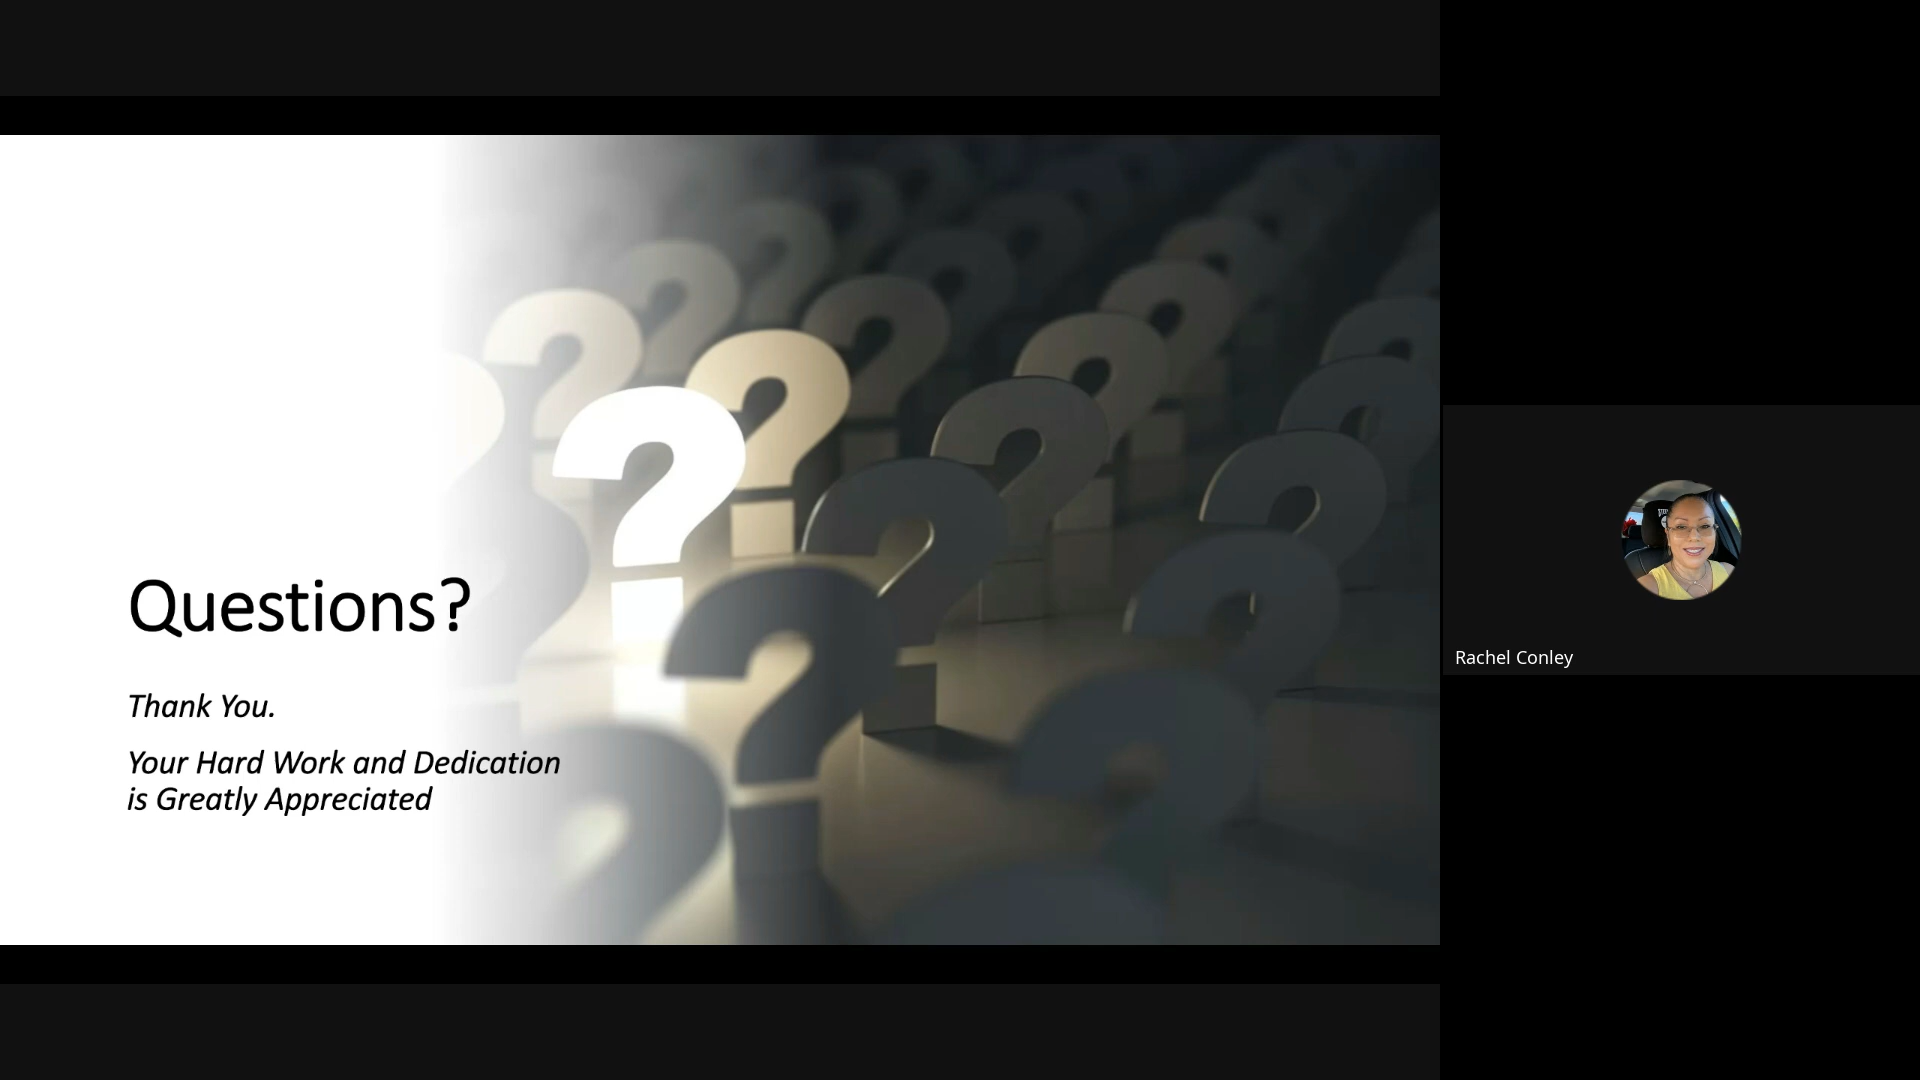 Questions?
Thank You.
Your Hard Work and Dedication
is Greatly Appreciated
Rachel Conley